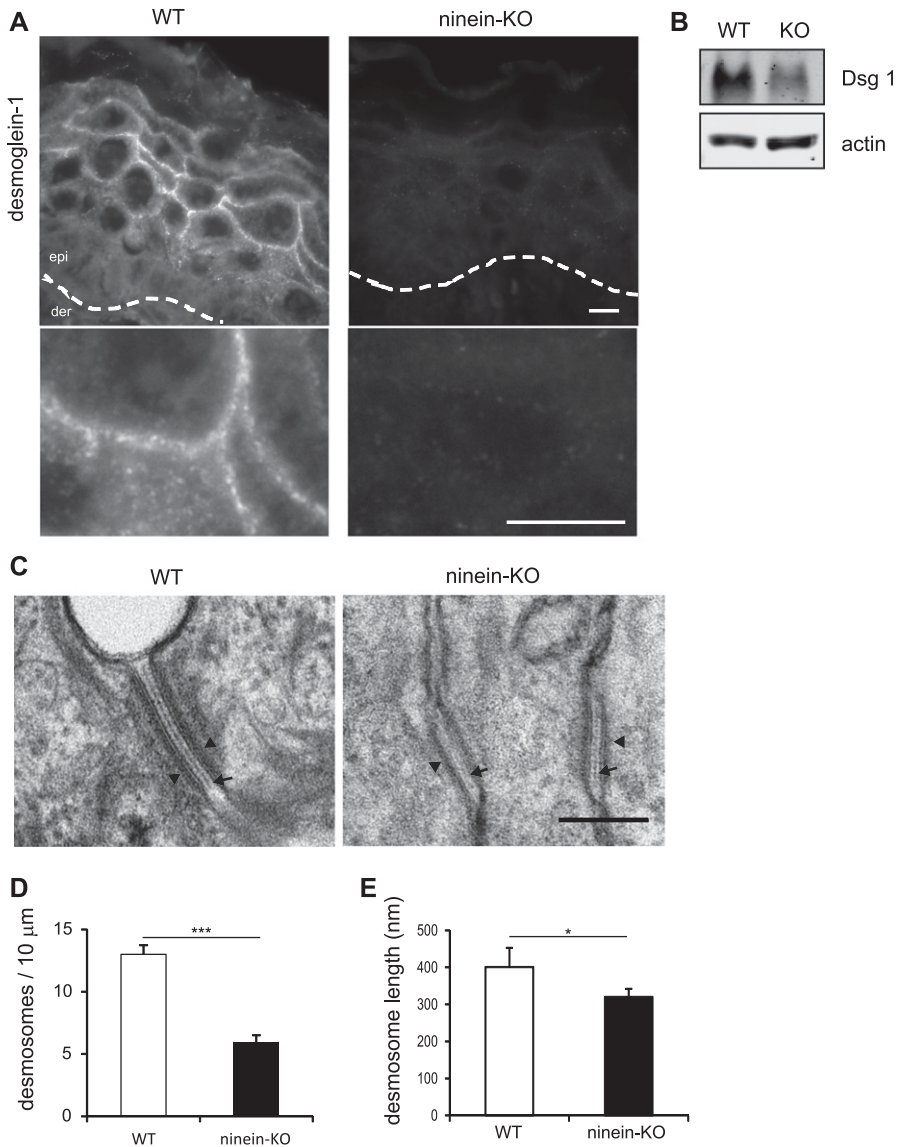 A
WT
ninein-KO
desmoglein-1
epi
der
B
WT KO
Dsg 1
actin
C
WT
ninein-KO
D
desmosomes / 10 μm
15
10
5
0
***
WT
ninein-KO
E
desmosome length (nm)
500
400
300
200
100
0
*
WT
ninein-KO